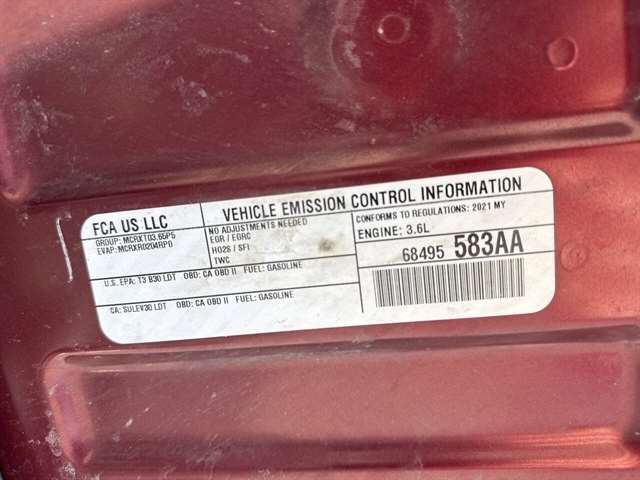 FCA US LLC
GROUP: MCRXT03.65P5
EVAP: MCRXR0204RP0
VEHICLE EMISSION CONTROL INFORMATION
NO ADJUSTMENTS NEEDED
EGR / EGRC
HO2S / SFI
TWC
CONFORMS TO REGULATIONS: 2021 MY
ENGINE: 3.6L
68495 583AA
U.S. EPA: T3 B30 LDT OBD: CA OBD II FUEL: GASOLINE
CA: SULEV30 LDT OBD: CA OBD II FUEL: GASOLINE